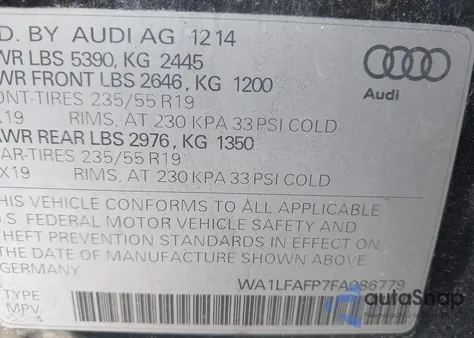 D. BY AUDI AG 12 14
WR LBS 5390, KG 2445
WR FRONT LBS 2646, KG 1200
ONT-TIRES 235/55 R19
X19 RIMS, AT 230 KPA 33 PSI COLD
AWR REAR LBS 2976, KG 1350
AR-TIRES 235/55 R19
X19 RIMS, AT 230 KPA 33 PSI COLD
Audi
THIS VEHICLE CONFORMS TO ALL APPLICABLE
U.S. FEDERAL MOTOR VEHICLE SAFETY AND
THEFT PREVENTION STANDARDS IN EFFECT ON
THE DATE OF MANUFACTURE SHOWN ABOVE.
GERMANY WA1LFAFP7FA086779
TYPE
MPV
autoSnap